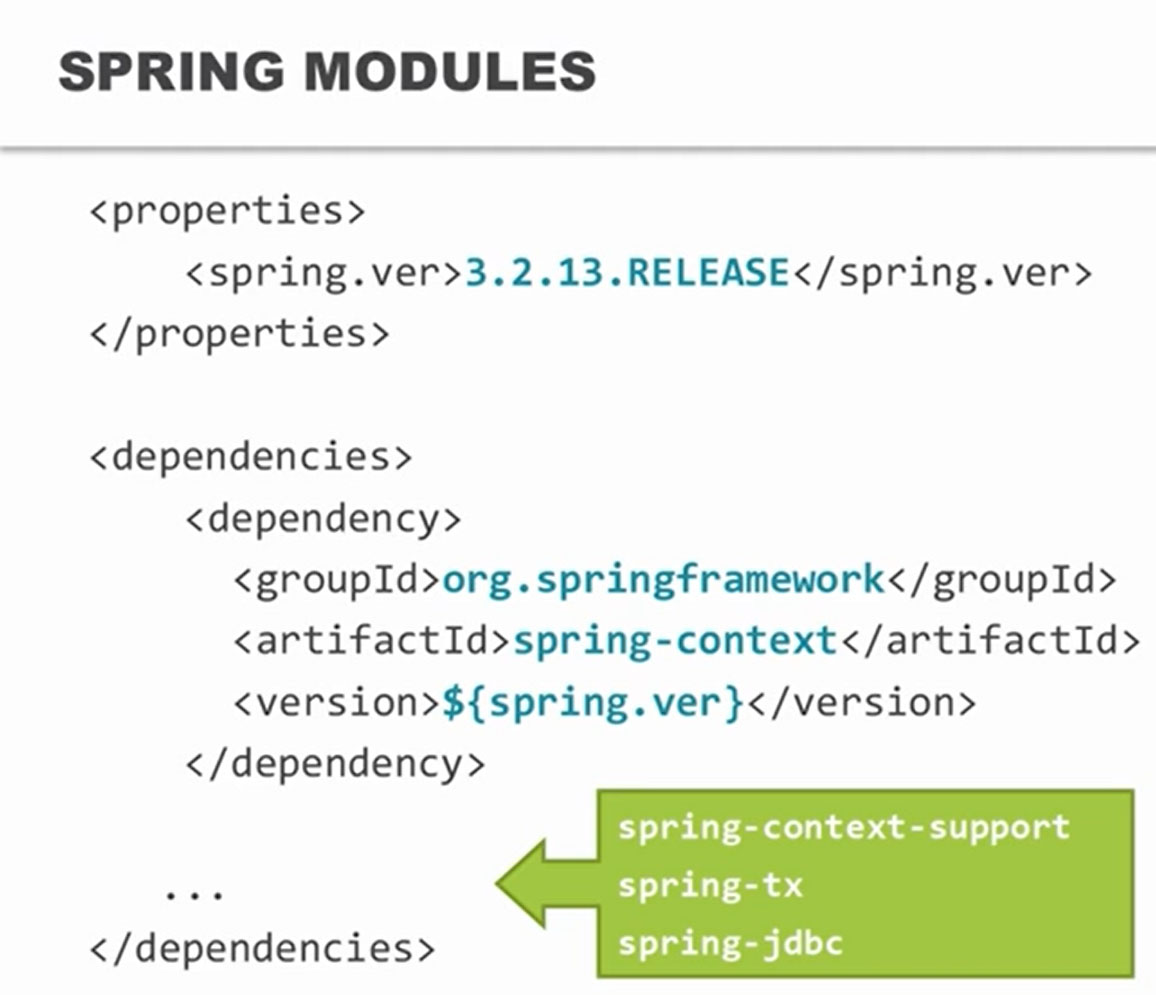 SPRING MODULES
<properties>
<spring.ver>3.2.13.RELEASE</spring.ver>
</properties>
<dependencies>
<dependency>
<groupId>org.springframework</groupId>
<artifactId>spring-context</artifactId>
<version>${spring.ver}</version>
</dependency>
spring-context-support
spring-tx
...
spring-jdbc
</dependencies>